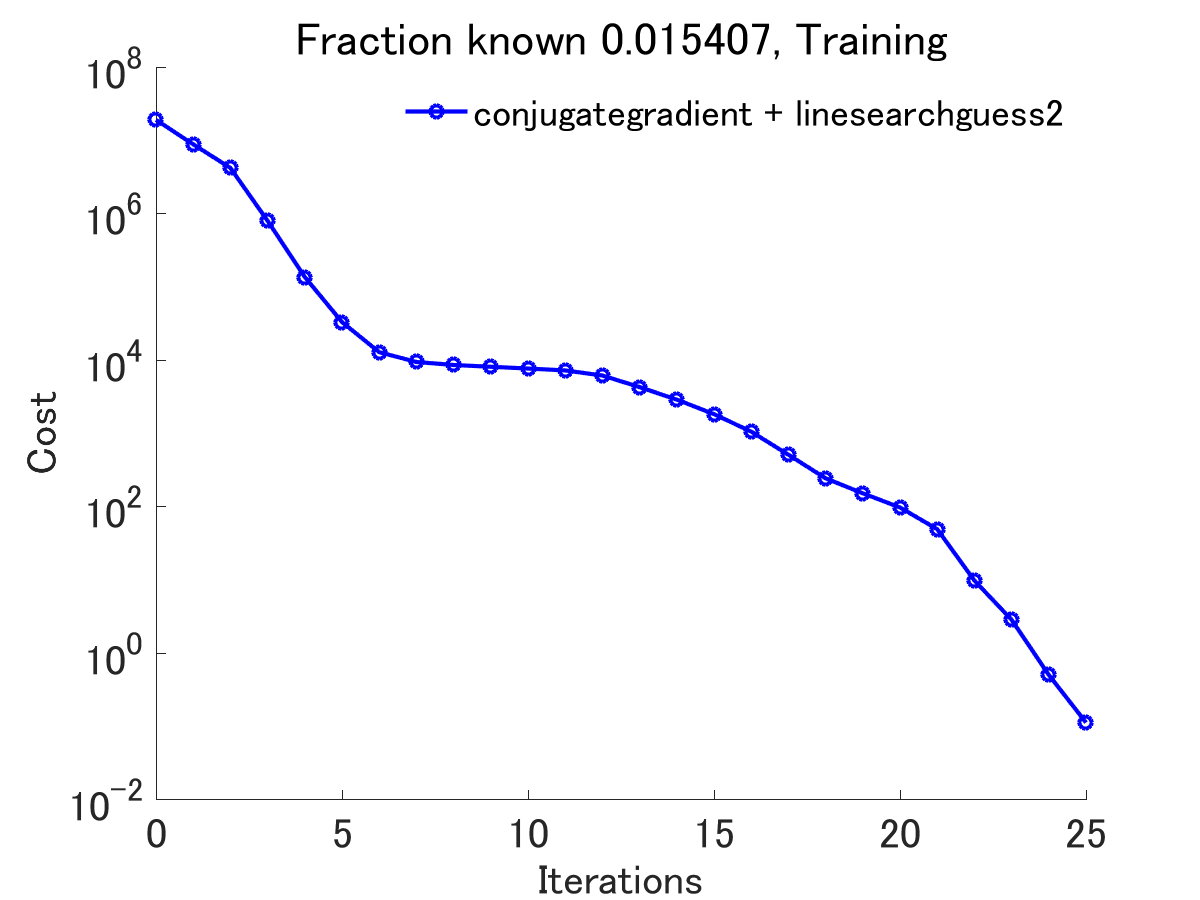 Fraction known 0.015407, Training
conjugategradient + linesearchguess2
10^8
10^6
10^4
10^2
10^0
10^-2
Cost
0 5 10 15 20 25
Iterations